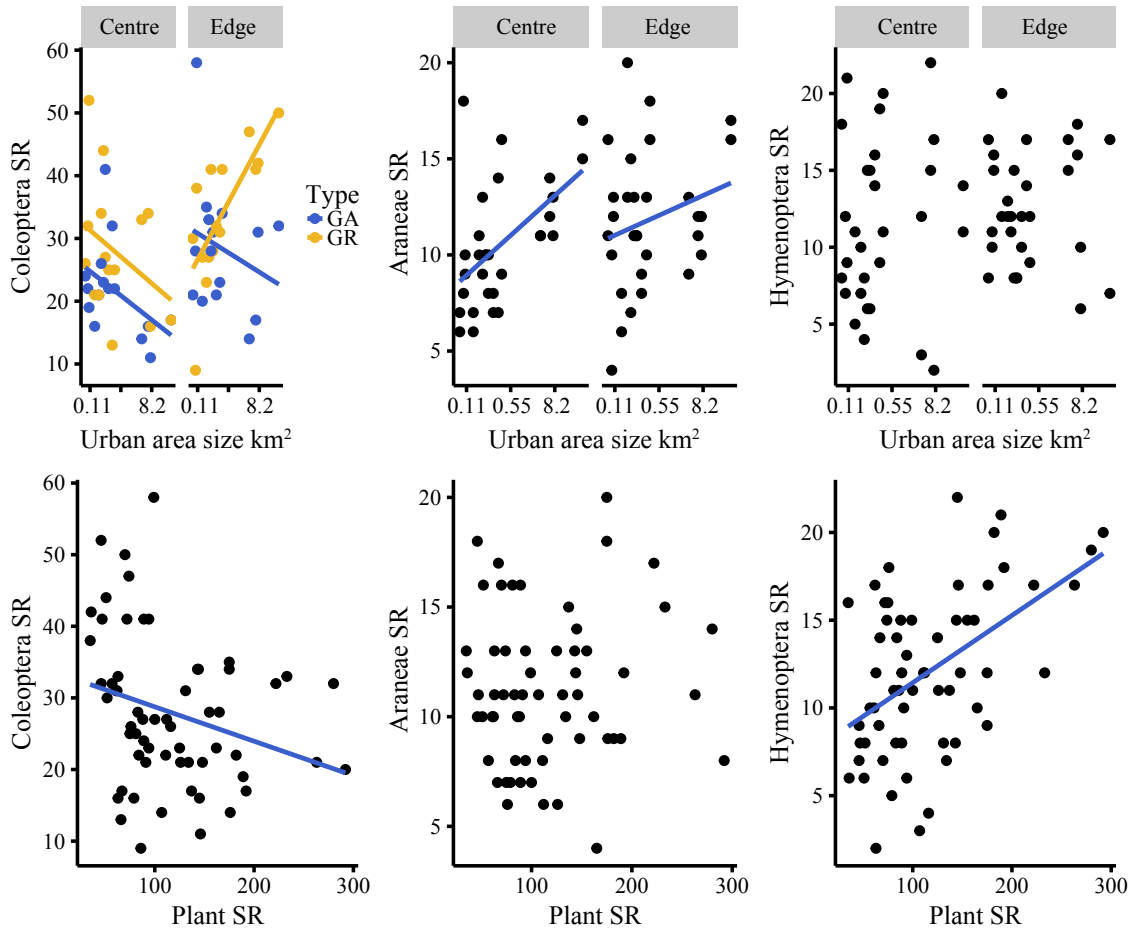 Centre Edge
60
50
40
30
20
10
Coleoptera SR
0.11 8.2 0.11 8.2
Urban area size km²
Type
GA
GR
Centre Edge
20
15
10
5
Araneae SR
0.11 0.55 8.2 0.11 0.55 8.2
Urban area size km²
Centre Edge
20
15
10
5
Hymenoptera SR
0.11 0.55 8.2 0.11 0.55 8.2
Urban area size km²
60
50
40
30
20
10
Coleoptera SR
100 200 300
Plant SR
20
15
10
5
Araneae SR
100 200 300
Plant SR
20
15
10
5
Hymenoptera SR
100 200 300
Plant SR